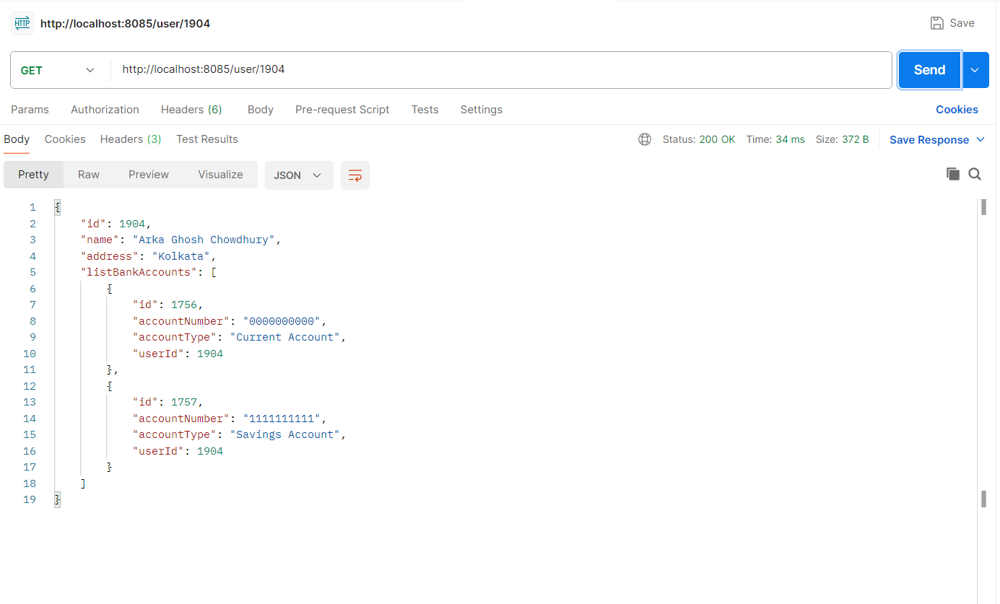 HTTP http://localhost:8085/user/1904 Save
GET http://localhost:8085/user/1904 Send
Params Authorization Headers (6) Body Pre-request Script Tests Settings Cookies
Body Cookies Headers (3) Test Results Status: 200 OK Time: 34 ms Size: 372 B Save Response
Pretty Raw Preview Visualize JSON
1 {
2 "id": 1904,
3 "name": "Arka Ghosh Chowdhury",
4 "address": "Kolkata",
5 "listBankAccounts": [
6 {
7 "id": 1756,
8 "accountNumber": "0000000000",
9 "accountType": "Current Account",
10 "userId": 1904
11 },
12 {
13 "id": 1757,
14 "accountNumber": "1111111111",
15 "accountType": "Savings Account",
16 "userId": 1904
17 }
18 ]
19 }